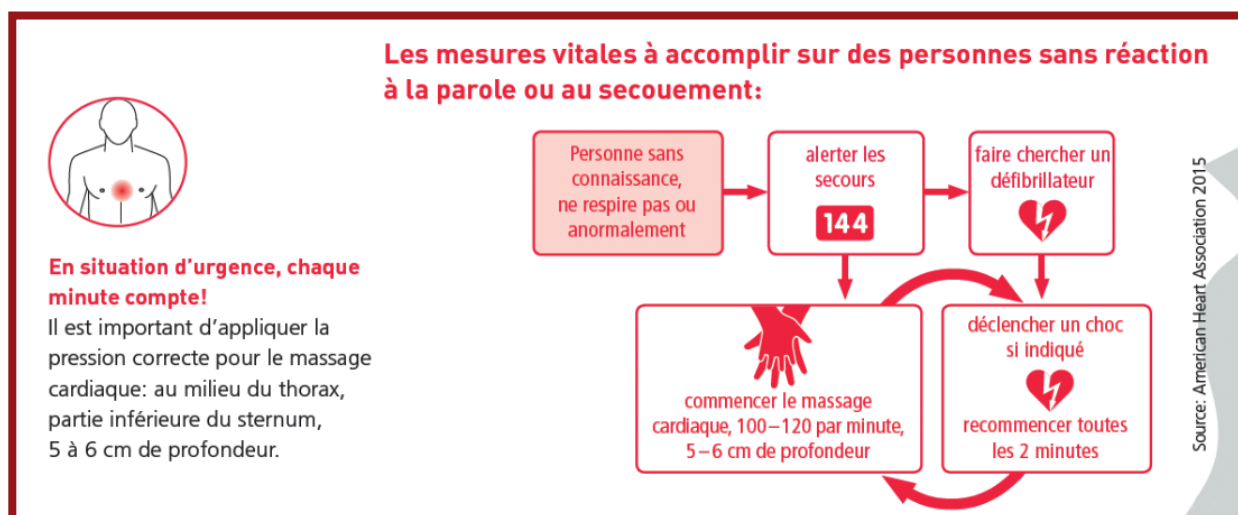 Les mesures vitales à accomplir sur des personnes sans réaction
à la parole ou au secouement:
En situation d’urgence, chaque
minute compte!
Il est important d’appliquer la
pression correcte pour le massage
cardiaque: au milieu du thorax,
partie inférieure du sternum,
5 à 6 cm de profondeur.
Personne sans
connaissance,
ne respire pas ou
anormalement
alerter les
secours
144
faire chercher un
défibrillateur
commencer le massage
cardiaque, 100–120 par minute,
5–6 cm de profondeur
déclencher un choc
si indiqué
recommencer toutes
les 2 minutes
Source: American Heart Association 2015